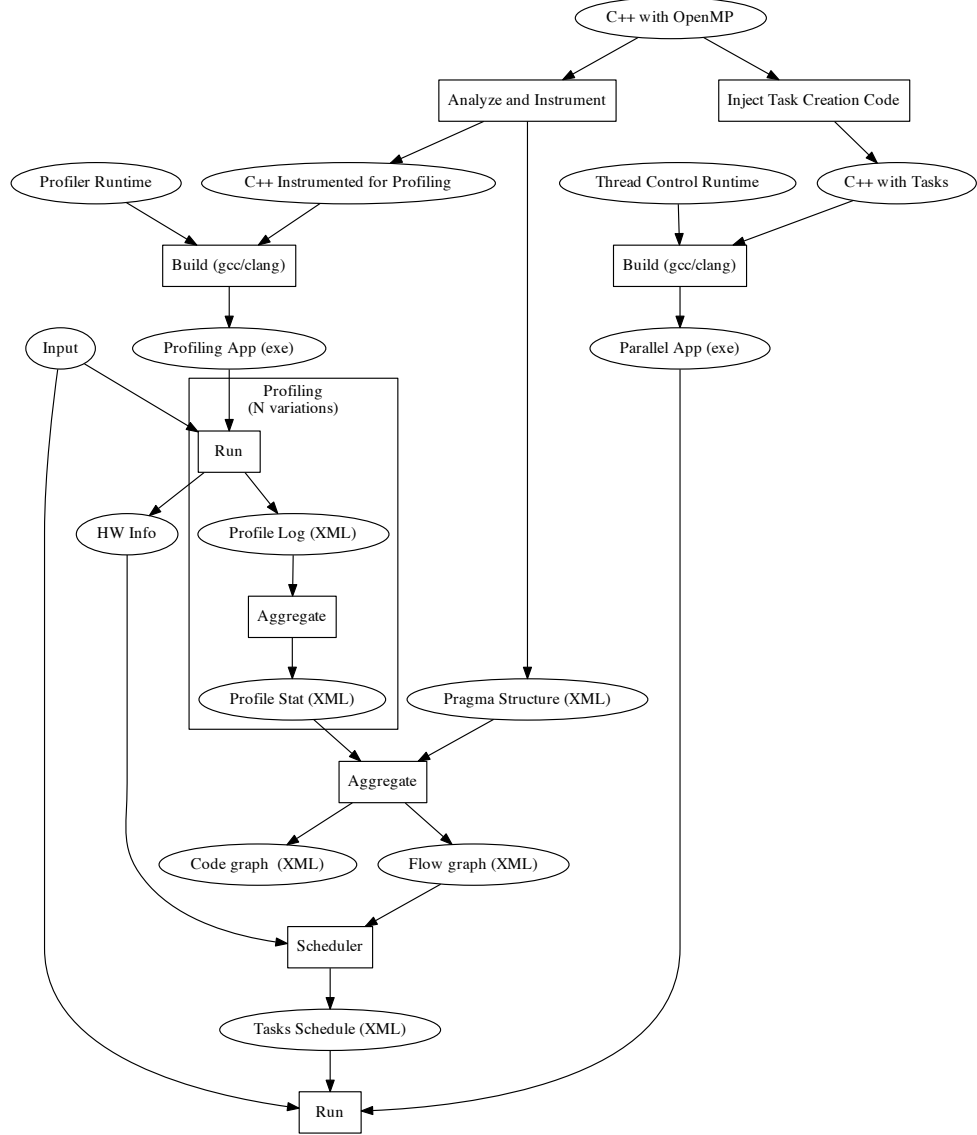 C++ with OpenMP
Analyze and Instrument
Inject Task Creation Code
Profiler Runtime
C++ Instrumented for Profiling
Thread Control Runtime
C++ with Tasks
Build (gcc/clang)
Build (gcc/clang)
Input
Profiling App (exe)
Parallel App (exe)
Profiling
(N variations)
Run
HW Info
Profile Log (XML)
Aggregate
Profile Stat (XML)
Pragma Structure (XML)
Aggregate
Code graph  (XML)
Flow graph (XML)
Scheduler
Tasks Schedule (XML)
Run